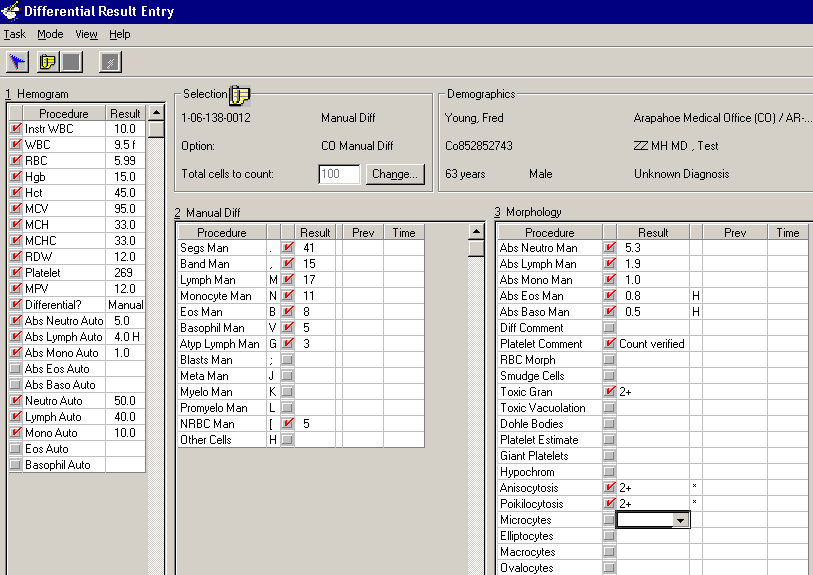 Differential Result Entry
Task Mode View Help
1 Hemogram
Procedure Result
Instr WBC 10.0
WBC 9.5 f
RBC 5.99
Hgb 15.0
Hct 45.0
MCV 95.0
MCH 33.0
MCHC 33.0
RDW 12.0
Platelet 269
MPV 12.0
Differential? Manual
Abs Neutro Auto 5.0
Abs Lymph Auto 4.0 H
Abs Mono Auto 1.0
Abs Eos Auto
Abs Baso Auto
Neutro Auto 50.0
Lymph Auto 40.0
Mono Auto 10.0
Eos Auto
Basophil Auto
Selection
1-06-138-0012 Manual Diff
Option: CO Manual Diff
Total cells to count: 100 Change...
Demographics
Young, Fred Arapahoe Medical Office (CO) / AR-...
Co852852743 ZZ MH MD , Test
63 years Male Unknown Diagnosis
2 Manual Diff
Procedure Result Prev Time
Segs Man . 41
Band Man , 15
Lymph Man M 17
Monocyte Man N 11
Eos Man B 8
Basophil Man V 5
Atyp Lymph Man G 3
Blasts Man ;
Meta Man J
Myelo Man K
Promyelo Man L
NRBC Man [ 5
Other Cells H
3 Morphology
Procedure Result Prev Time
Abs Neutro Man 5.3
Abs Lymph Man 1.9
Abs Mono Man 1.0
Abs Eos Man 0.8 H
Abs Baso Man 0.5 H
Diff Comment
Platelet Comment Count verified
RBC Morph
Smudge Cells
Toxic Gran 2+
Toxic Vacuolation
Dohle Bodies
Platelet Estimate
Giant Platelets
Hypochrom
Anisocytosis 2+ *
Poikilocytosis 2+ *
Microcytes
Elliptocytes
Macrocytes
Ovalocytes